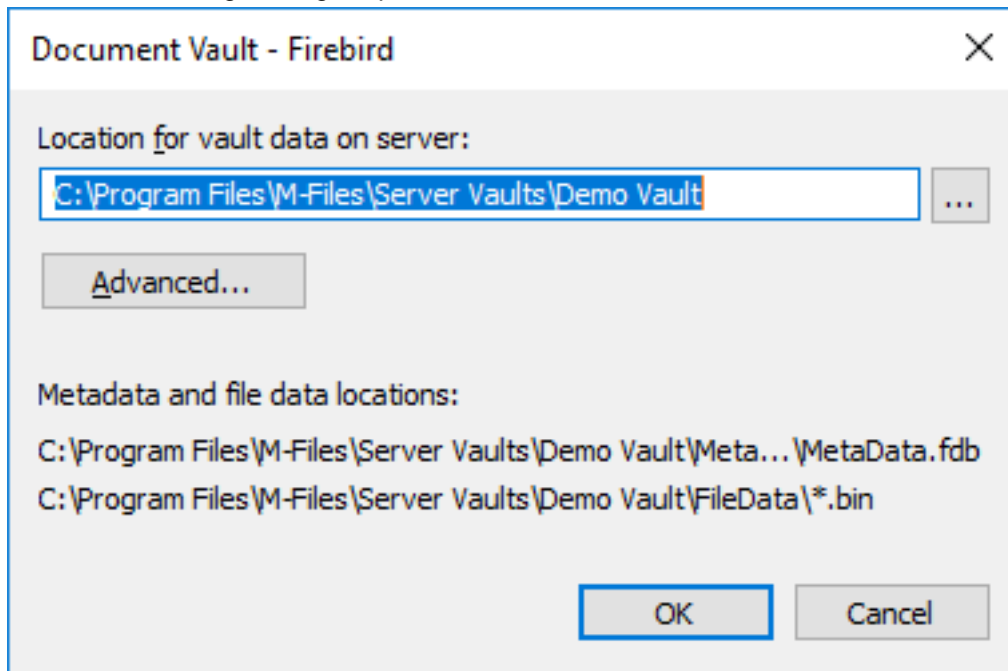 Document Vault - Firebird
Location for vault data on server:
C:\Program Files\M-Files\Server Vaults\Demo Vault
...
Advanced...
Metadata and file data locations:
C:\Program Files\M-Files\Server Vaults\Demo Vault\Meta...\MetaData.fdb
C:\Program Files\M-Files\Server Vaults\Demo Vault\FileData\*.bin
OK Cancel